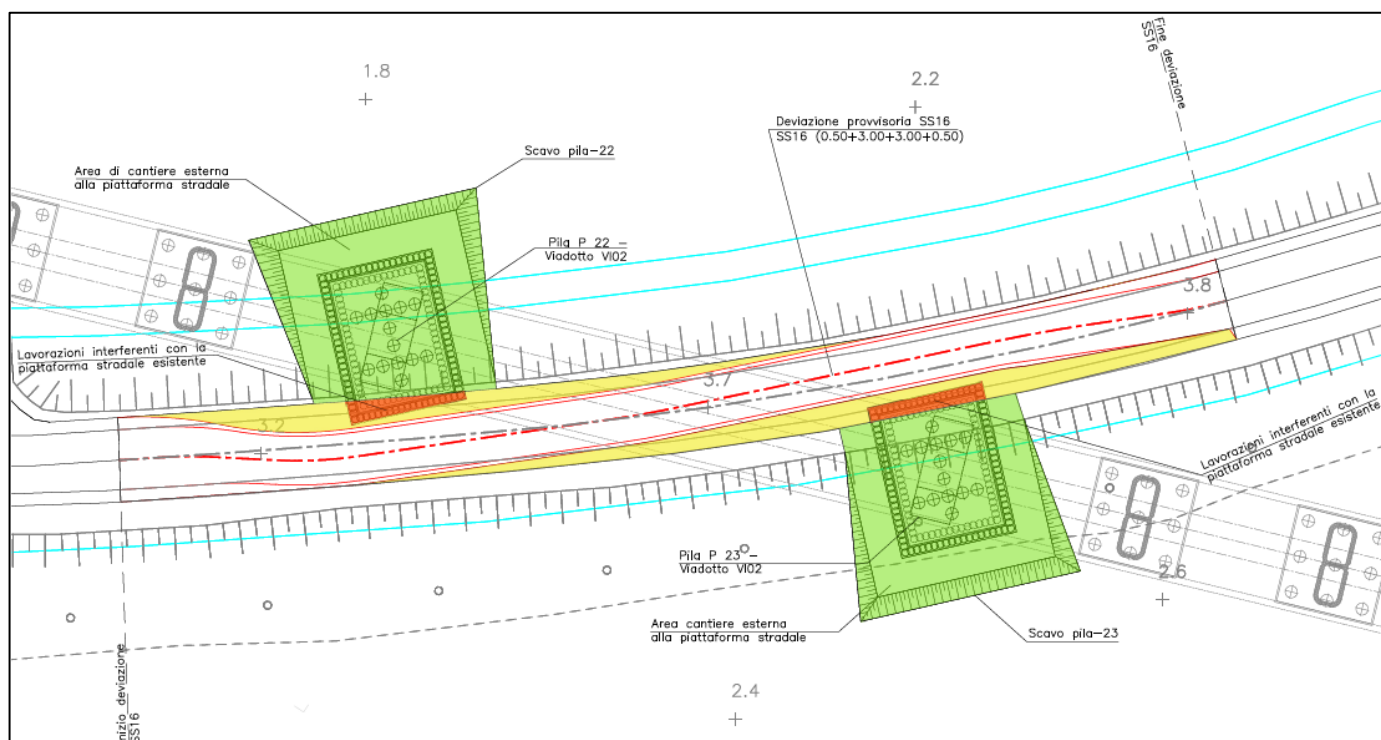 1.8
2.2
Fine deviazione
SS16
Deviazione provvisoria SS16
SS16 (0.50+3.00+3.00+0.50)
Scavo pila-22
Area di cantiere esterna
alla piattaforma stradale
Pila P 22 -
Viadotto VI02
3.8
Lavorazioni interferenti con la
piattaforma stradale esistente
3.7
3.2
Lavorazioni interferenti con la
piattaforma stradale esistente
Pila P 23 -
Viadotto VI02
2.6
Area cantiere esterna
alla piattaforma stradale
Scavo pila-23
nizio deviazione
SS16
2.4